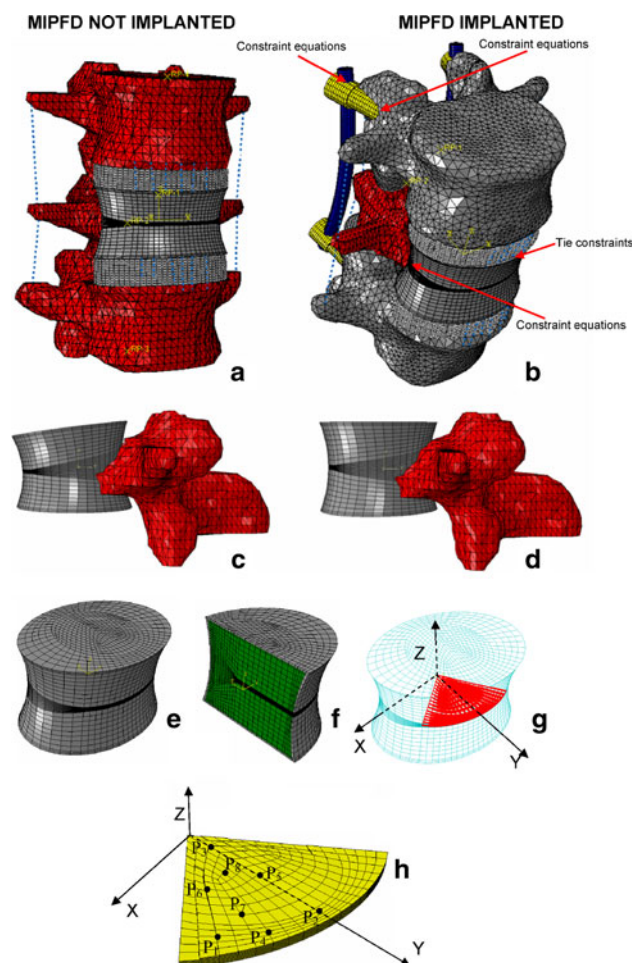 MIPFD NOT IMPLANTED
MIPFD IMPLANTED
Constraint equations
Constraint equations
Tie constraints
Constraint equations
a
b
c
d
e
f
g
Z
X
Y
h
Z
X
Y
P3
P8
P5
P6
P7
P2
P1
P4